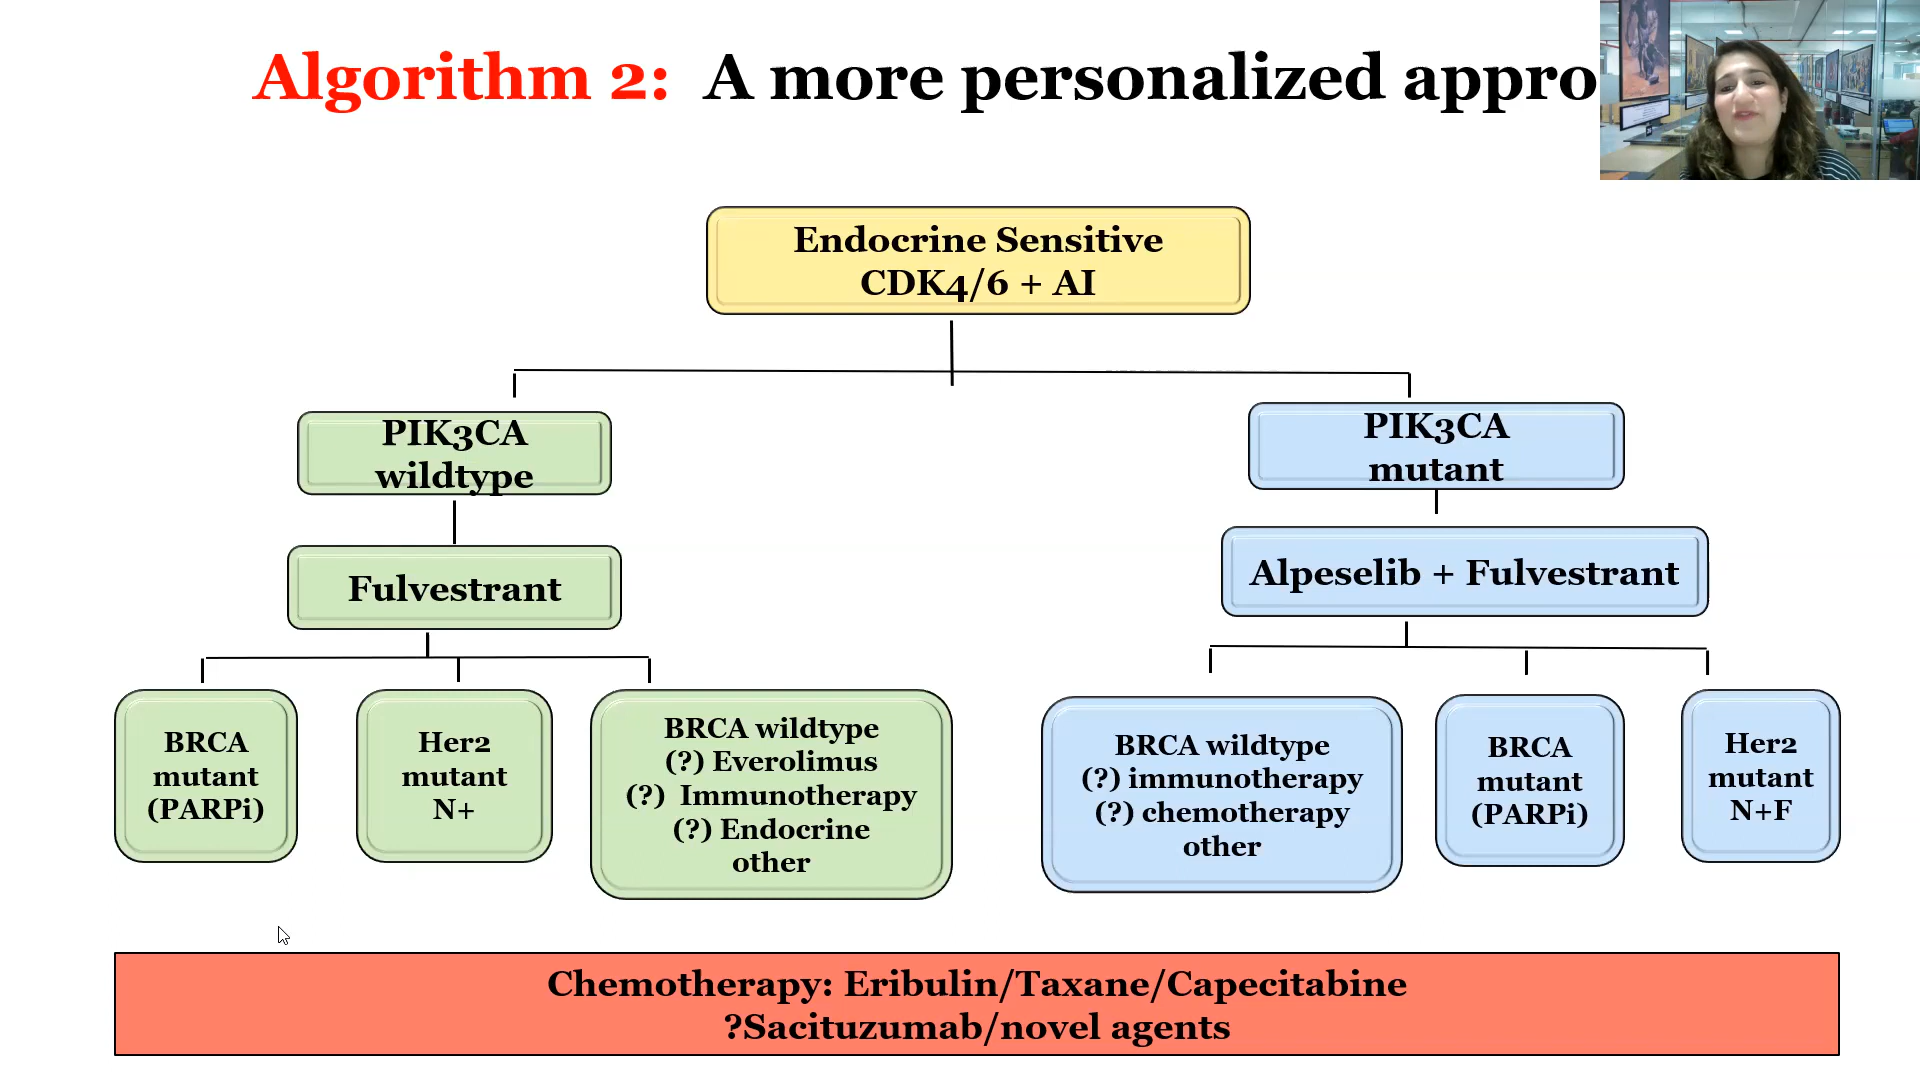 Algorithm 2: A more personalized appro
Endocrine Sensitive
CDK4/6 + AI
PIK3CA
wildtype
PIK3CA
mutant
Fulvestrant
Alpeselib + Fulvestrant
BRCA
mutant
(PARPi)
Her2
mutant
N+
BRCA wildtype
(?) Everolimus
(?) Immunotherapy
(?) Endocrine
other
BRCA wildtype
(?) immunotherapy
(?) chemotherapy
other
BRCA
mutant
(PARPi)
Her2
mutant
N+F
Chemotherapy: Eribulin/Taxane/Capecitabine
?Sacituzumab/novel agents